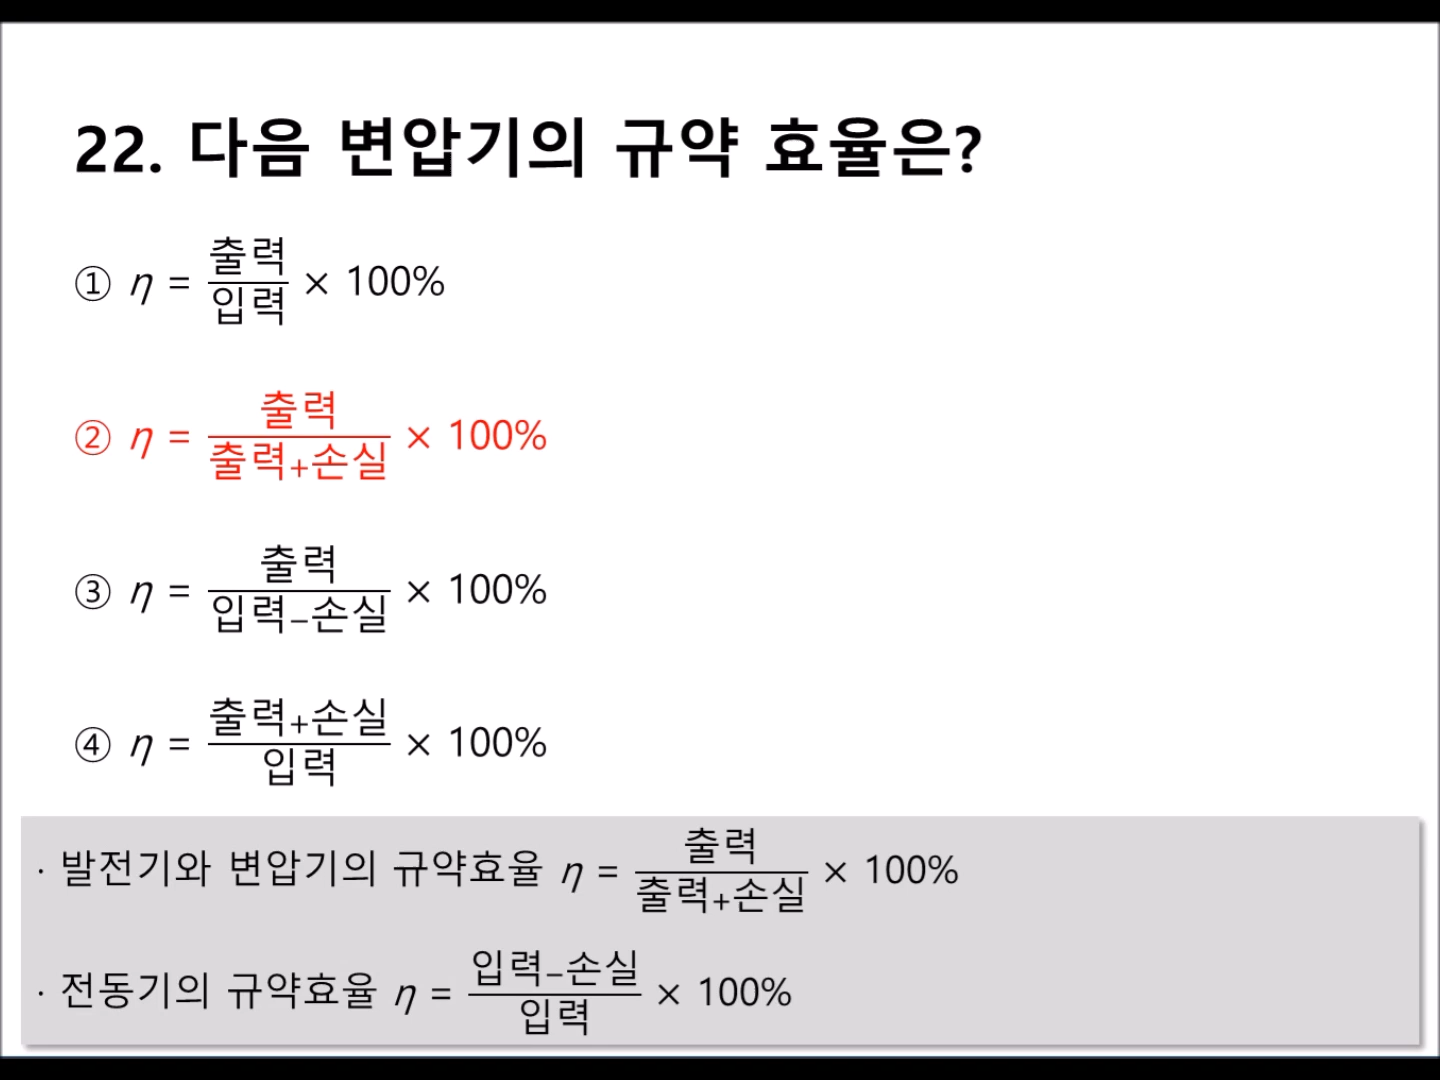 22. 다음 변압기의 규약 효율은?
① η = 출력/입력 × 100%
② η = 출력/출력+손실 × 100%
③ η = 출력/입력−손실 × 100%
④ η = 출력+손실/입력 × 100%
· 발전기와 변압기의 규약효율 η = 출력/출력+손실 × 100%
· 전동기의 규약효율 η = 입력−손실/입력 × 100%